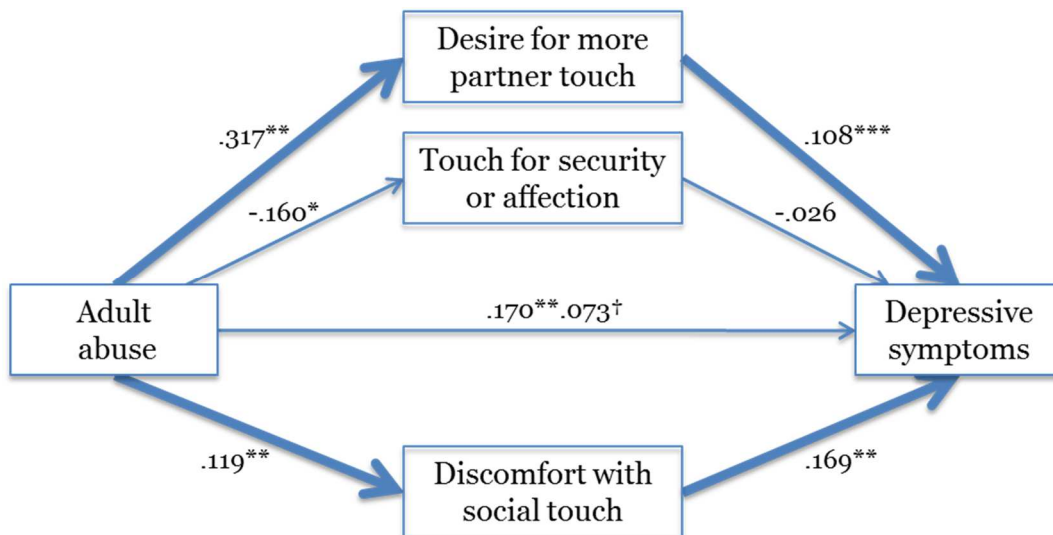 Desire for more
partner touch
.317**
.108***
Touch for security
or affection
-.160*
-.026
Adult
abuse
.170**.073†
Depressive
symptoms
.119**
Discomfort with
social touch
.169**